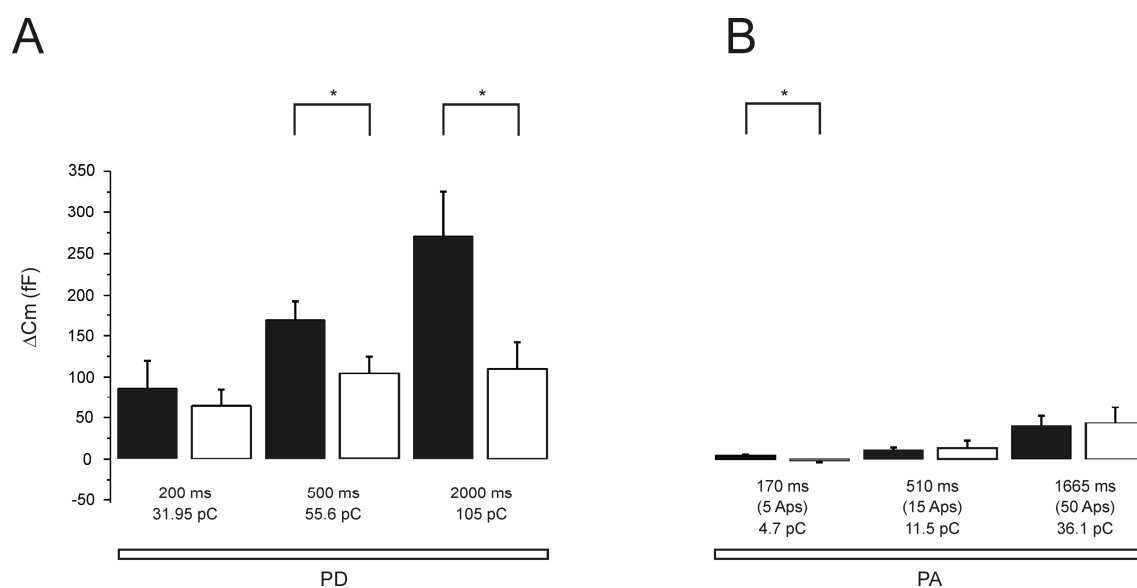 A
B
*
*
*
ΔCm (fF)
350
300
250
200
150
100
50
0
-50
200 ms
31.95 pC
500 ms
55.6 pC
2000 ms
105 pC
PD
170 ms
(5 Aps)
4.7 pC
510 ms
(15 Aps)
11.5 pC
1665 ms
(50 Aps)
36.1 pC
PA